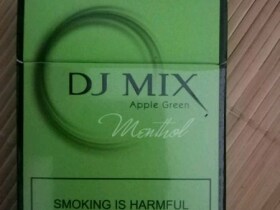 DJ MIX
Apple Green
Menthol
SMOKING IS HARMFUL